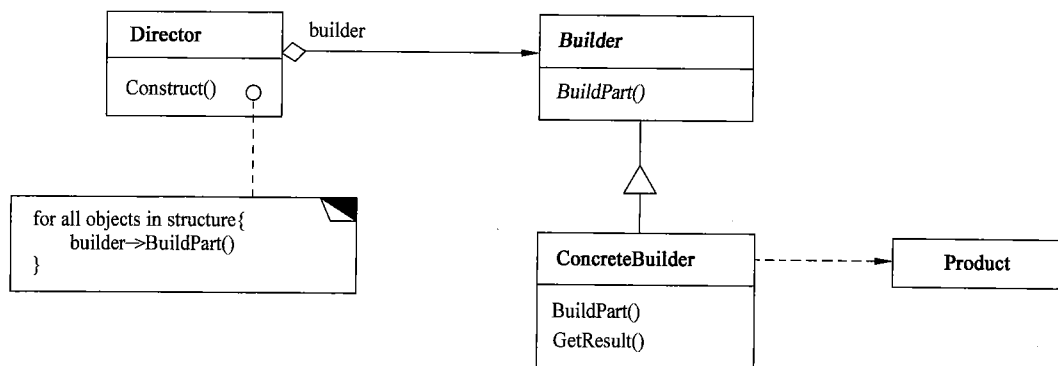 Director
Construct()
builder
Builder
BuildPart()
for all objects in structure{
builder→BuildPart()
}
ConcreteBuilder
BuildPart()
GetResult()
Product